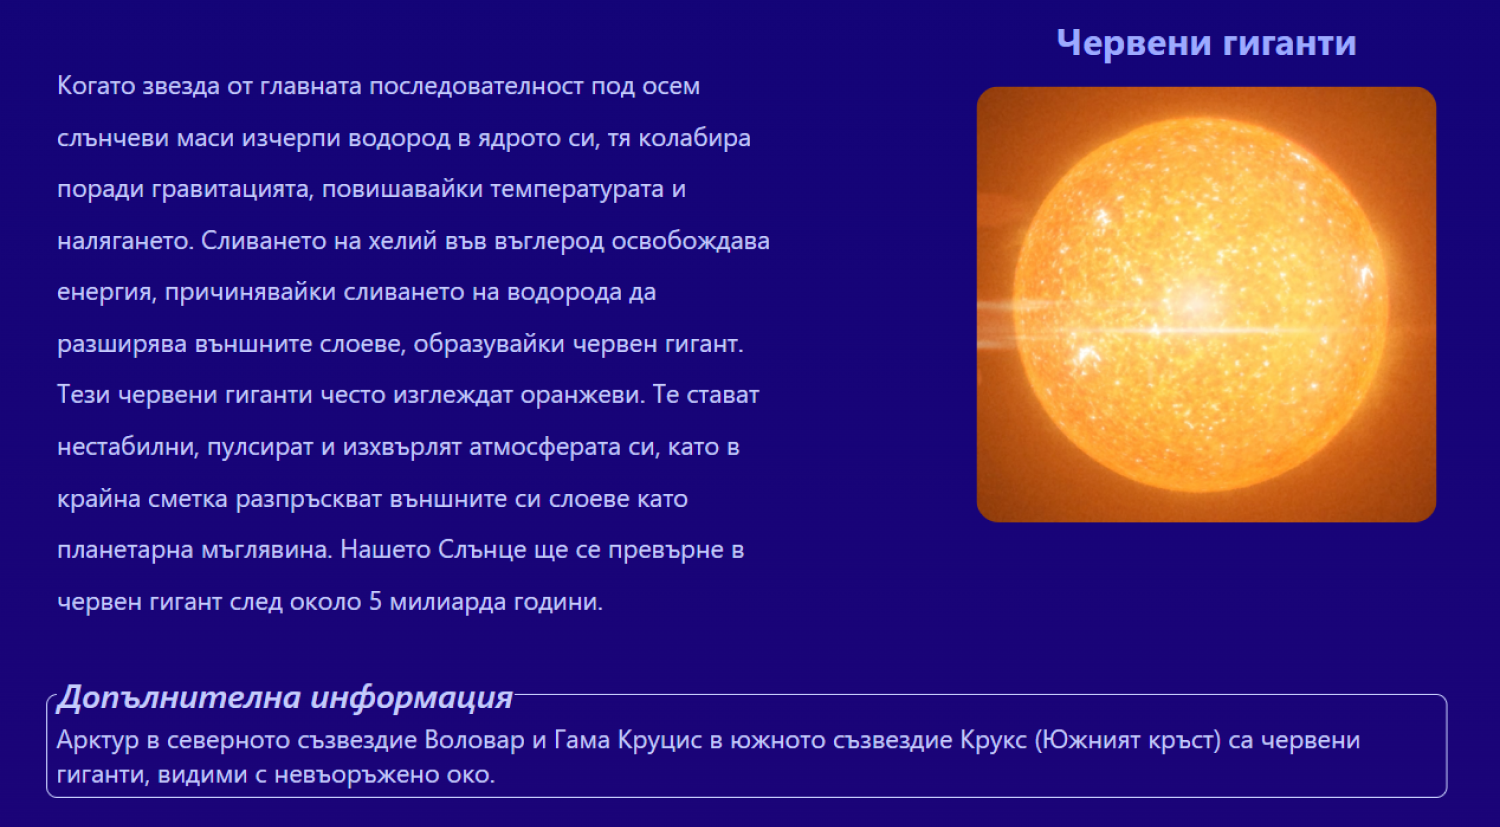 Червени гиганти
Когато звезда от главната последователност под осем
слънчеви маси изчерпи водород в ядрото си, тя колабира
поради гравитацията, повишавайки температурата и
налягането. Сливането на хелий във въглерод освобождава
енергия, причинявайки сливането на водорода да
разширява външните слоеве, образувайки червен гигант.
Тези червени гиганти често изглеждат оранжеви. Те стават
нестабилни, пулсират и изхвърлят атмосферата си, като в
крайна сметка разпръскват външните си слоеве като
планетарна мъглявина. Нашето Слънце ще се превърне в
червен гигант след около 5 милиарда години.
Допълнителна информация
Арктур в северното съзвездие Воловар и Гама Круцис в южното съзвездие Крукс (Южният кръст) са червени
гиганти, видими с невъоръжено око.